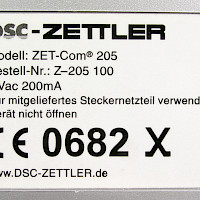 DSC-ZETTLER
odell: ZET-Com® 205
estell-Nr.: Z-205 100
Vac 200mA
ur mitgeliefertes Steckernetzteil verwend
erät nicht öffnen
CE 0682 X
www.DSC-ZETTLER.de